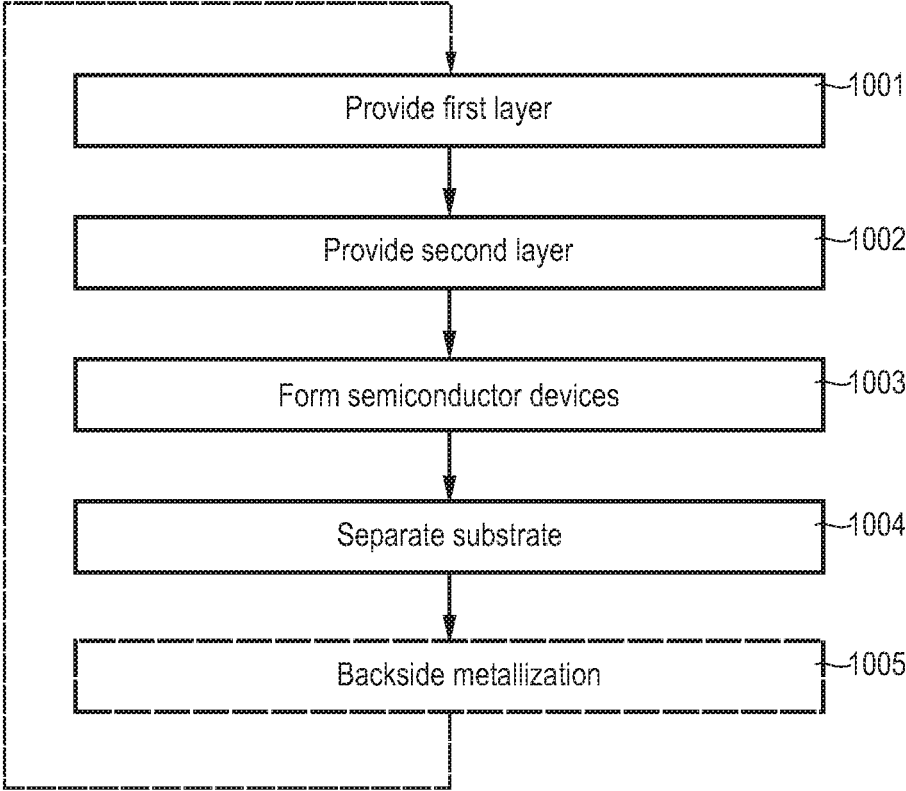 Provide first layer
1001
Provide second layer
1002
Form semiconductor devices
1003
Separate substrate
1004
Backside metallization
1005